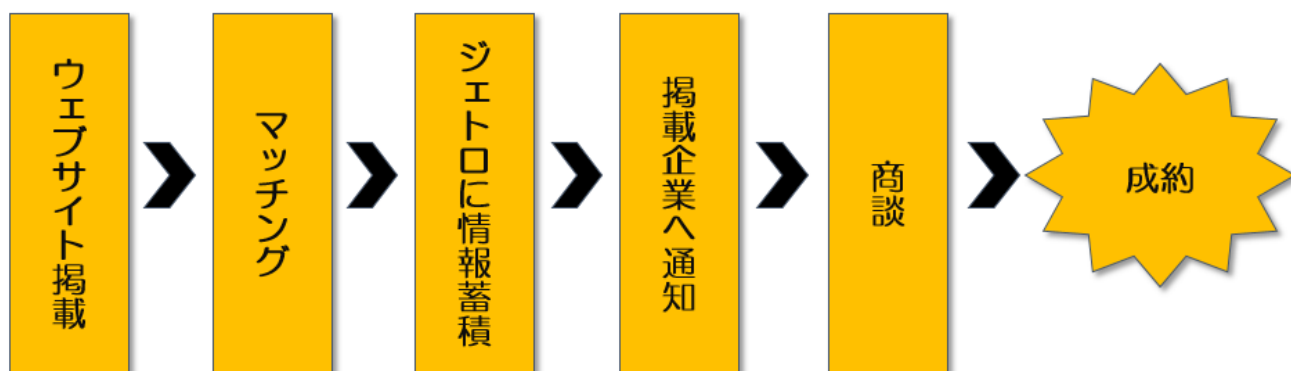 ウェブサイト掲載
マッチング
ジェトロに情報蓄積
掲載企業へ通知
商談
成約